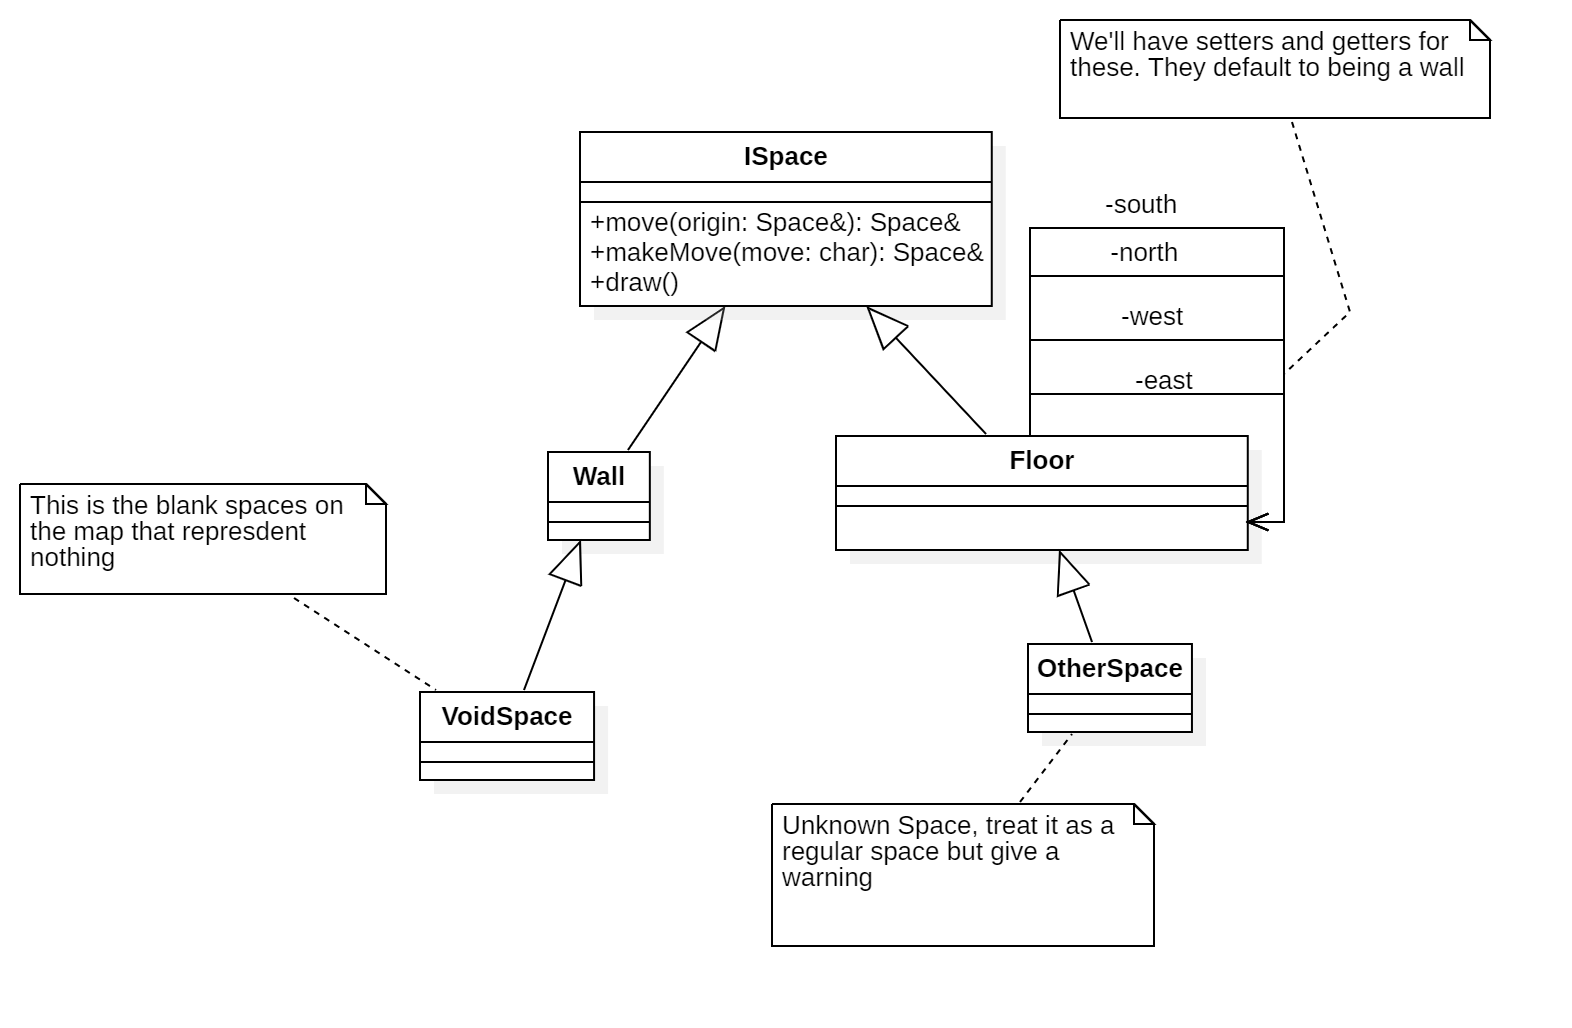 We'll have setters and getters for
these. They default to being a wall
ISpace
+move(origin: Space&): Space&
+makeMove(move: char): Space&
+draw()
-south
-north
-west
-east
Wall
Floor
This is the blank spaces on
the map that represdent
nothing
VoidSpace
OtherSpace
Unknown Space, treat it as a
regular space but give a
warning